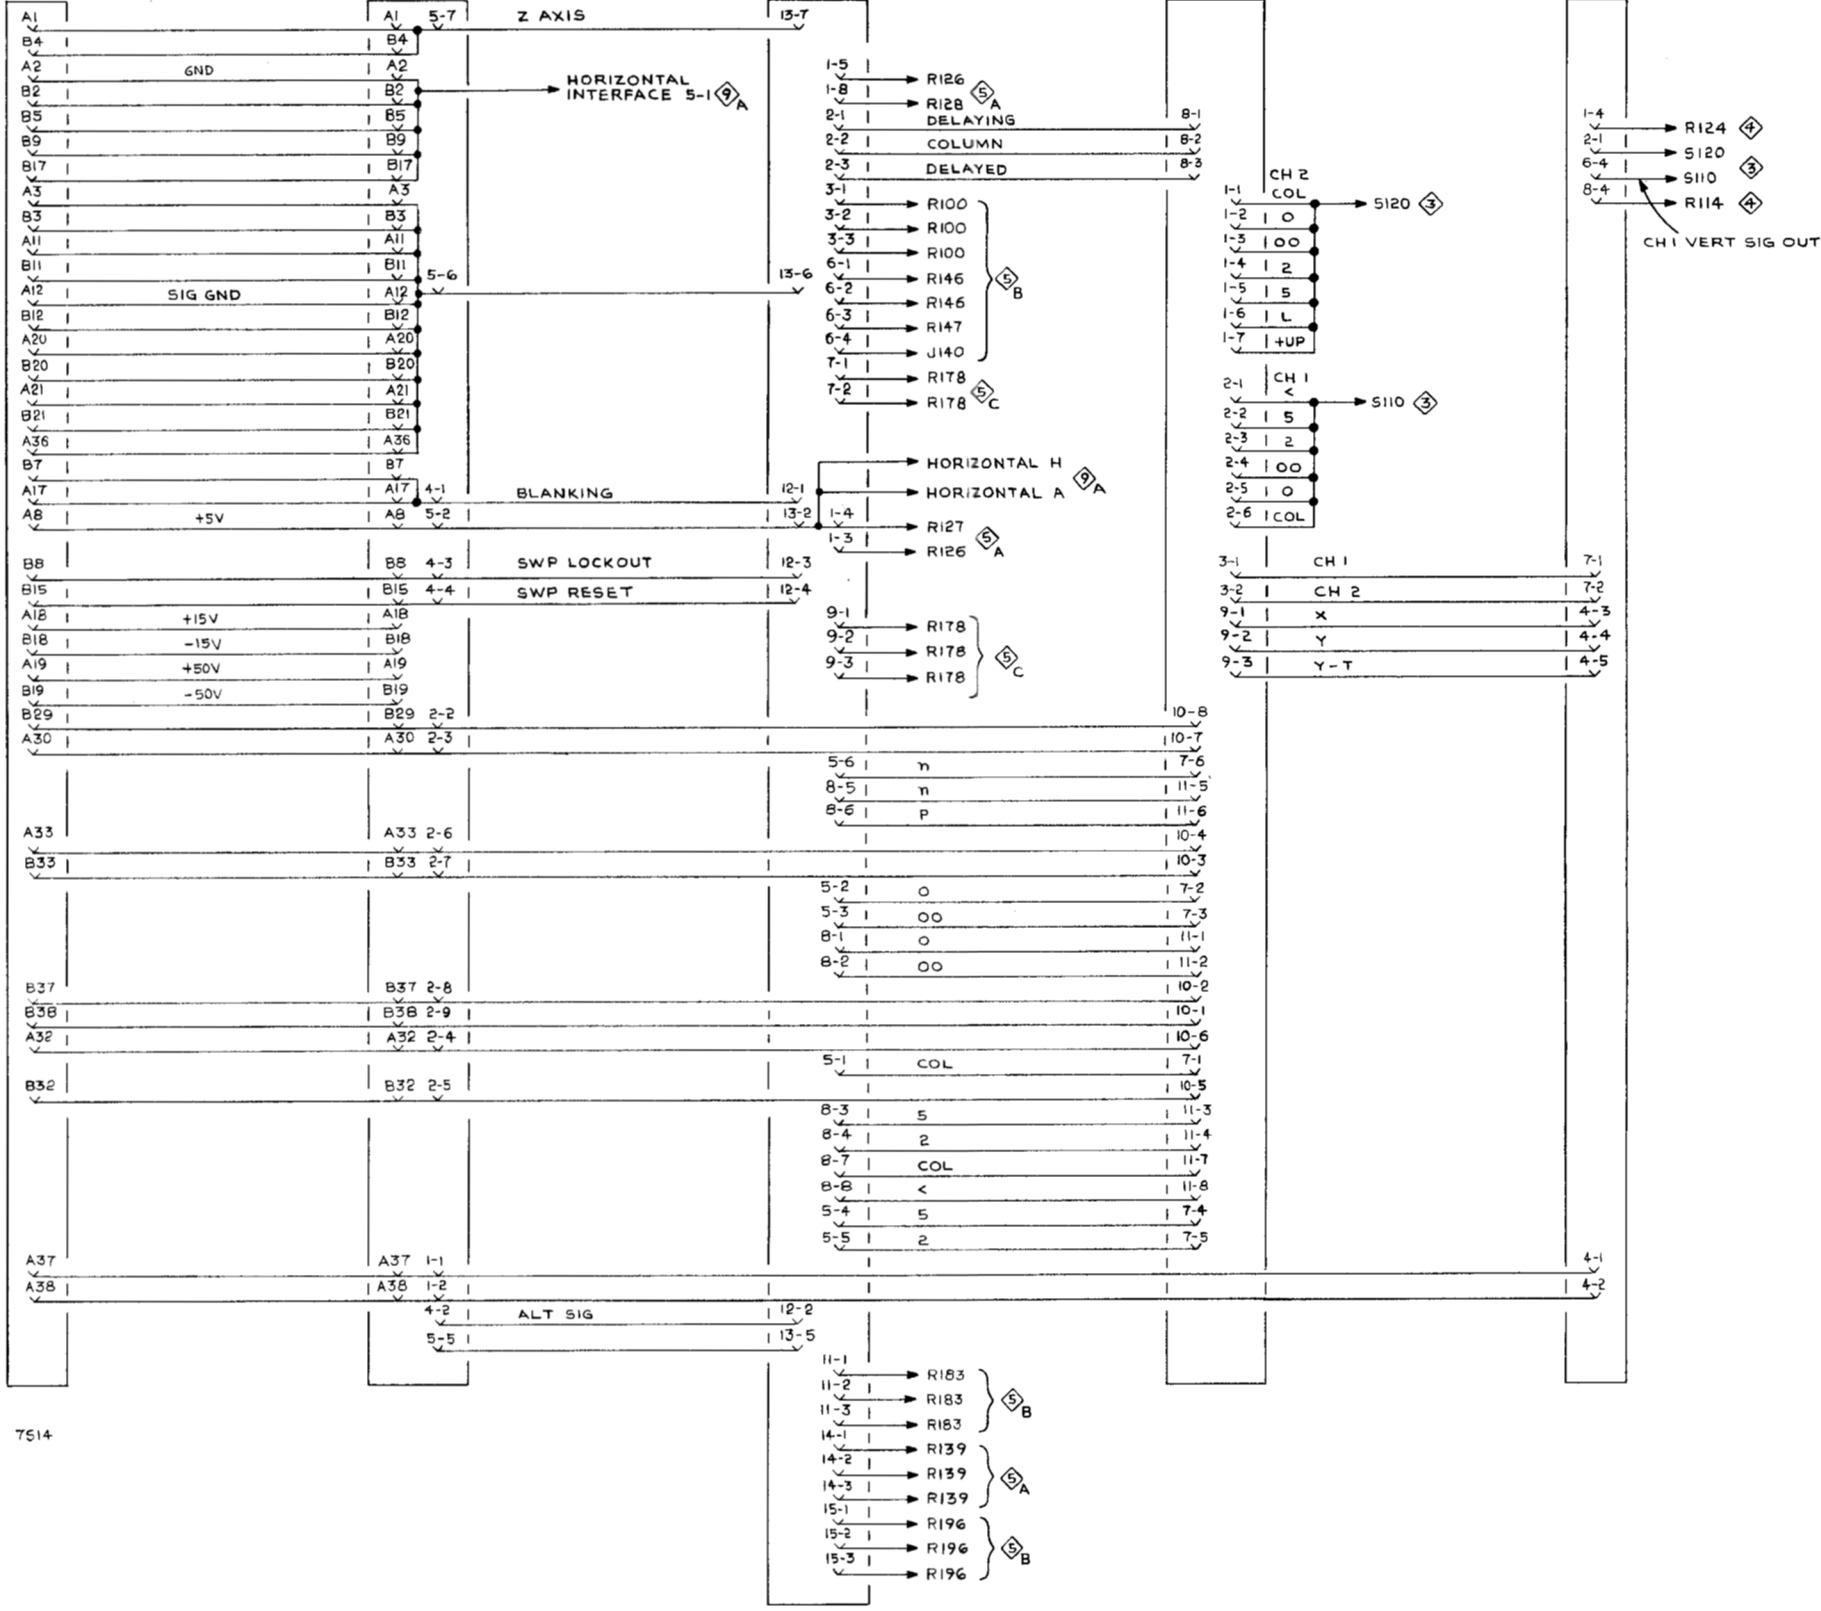 A1 A1 5-7 Z AXIS 13-7
B4 B4
A2 GND A2 1-5 R126
B2 B2 HORIZONTAL INTERFACE 5-1 9 A 1-8 R128 5 A
B5 B5 2-1 DELAYING 8-1 1-4 R124 4
B9 B9 2-2 COLUMN 8-2 2-1 S120
B17 B17 2-3 DELAYED 8-3 6-4 S110 3
CH 2
A3 A3 3-1 R100 1-1 COL S120 3 8-4 R114 4
B3 B3 3-2 R100 1-2 O
A11 A11 3-3 R100 1-3 OO CH 1 VERT SIG OUT
B11 B11 5-6 13-6 6-1 R146 5 B 1-4 2
A12 SIG GND A12 6-2 R146 1-5 5
B12 B12 6-3 R147 1-6 L
A20 A20 6-4 J140 1-7 +UP
B20 B20 7-1 R178 CH 1
A21 A21 7-2 R178 5 C 2-1 < S110 3
B21 B21 2-2 5
A36 A36 2-3 2
B7 B7 HORIZONTAL H 2-4 OO
A17 A17 4-1 BLANKING 12-1 HORIZONTAL A 9 A 2-5 O
A8 +5V A8 5-2 13-2 1-4 R127 2-6 COL
1-3 R126 5 A
B8 B8 4-3 SWP LOCKOUT 12-3 3-1 CH 1 7-1
B15 B15 4-4 SWP RESET 12-4 3-2 CH 2 7-2
A18 +15V A18 9-1 R178 9-1 X 4-3
B18 -15V B18 9-2 R178 9-2 Y 4-4
A19 +50V A19 9-3 R178 5 C 9-3 Y-T 4-5
B19 -50V B19
B29 B29 2-2 10-8
A30 A30 2-3 10-7
5-6 n 7-6
8-5 n 11-5
8-6 P 11-6
A33 A33 2-6 10-4
B33 B33 2-7 10-3
5-2 O 7-2
5-3 OO 7-3
8-1 O 11-1
8-2 OO 11-2
B37 B37 2-8 10-2
B38 B38 2-9 10-1
A32 A32 2-4 10-6
5-1 COL 7-1
B32 B32 2-5 10-5
8-3 5 11-3
8-4 2 11-4
8-7 COL 11-7
8-8 < 11-8
5-4 5 7-4
5-5 2 7-5
A37 A37 1-1 4-1
A38 A38 1-2 4-2
4-2 ALT SIG 12-2
5-5 13-5
11-1 R183
11-2 R183 5 B
11-3 R183
7514
14-1 R139
14-2 R139 5 A
14-3 R139
15-1 R196
15-2 R196 5 B
15-3 R196